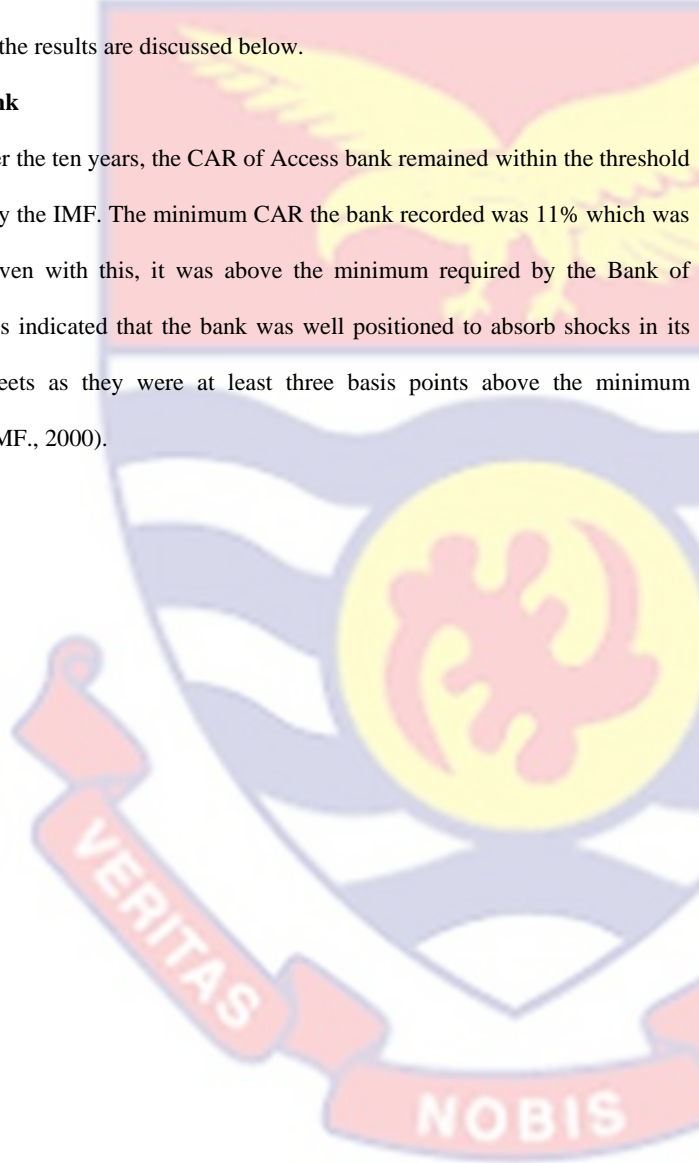 the results are discussed below.
nk
er the ten years, the CAR of Access bank remained within the threshold
y the IMF. The minimum CAR the bank recorded was 11% which was
ven with this, it was above the minimum required by the Bank of
s indicated that the bank was well positioned to absorb shocks in its
eets as they were at least three basis points above the minimum
MF., 2000).
VERITAS
NOBIS